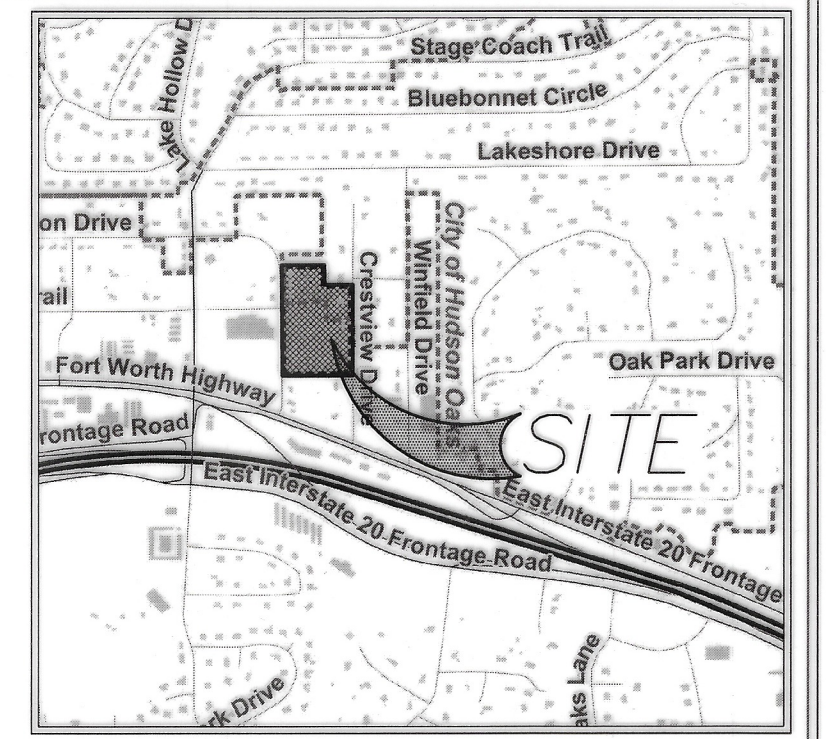 Stage Coach Trail
Lake Hollow D
Bluebonnet Circle
Lakeshore Drive
on Drive
City of Hudson Oaks
Crestview Drive
Winfield Drive
rail
Oak Park Drive
Fort Worth Highway
rontage Road
SITE
East Interstate 20 Frontage Road
East Interstate 20 Frontage
aks Lane
rk Drive